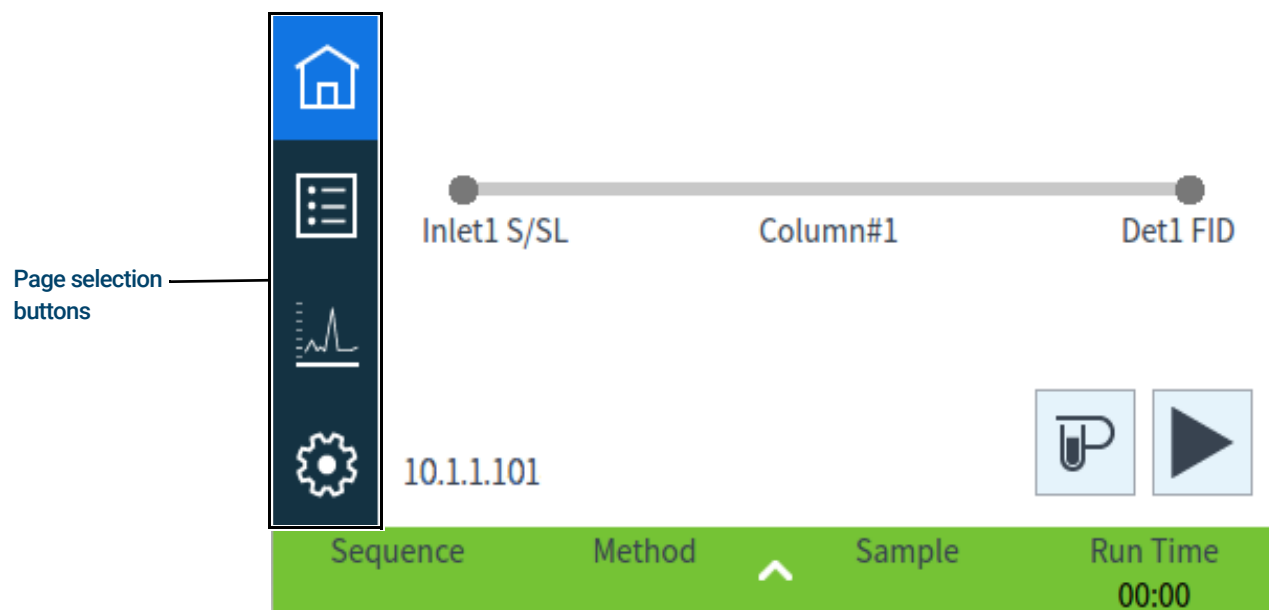 Page selection
buttons
Inlet1 S/SL Column#1 Det1 FID
10.1.1.101
Sequence Method Sample Run Time
00:00